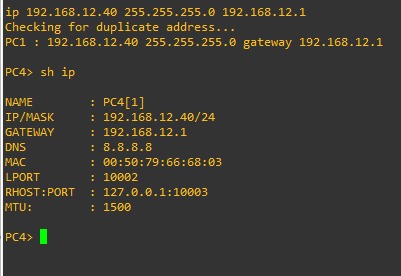 ip 192.168.12.40 255.255.255.0 192.168.12.1
Checking for duplicate address...
PC1 : 192.168.12.40 255.255.255.0 gateway 192.168.12.1
PC4> sh ip
NAME        : PC4[1]
IP/MASK     : 192.168.12.40/24
GATEWAY     : 192.168.12.1
DNS         : 8.8.8.8
MAC         : 00:50:79:66:68:03
LPORT       : 10002
RHOST:PORT  : 127.0.0.1:10003
MTU:        : 1500
PC4>